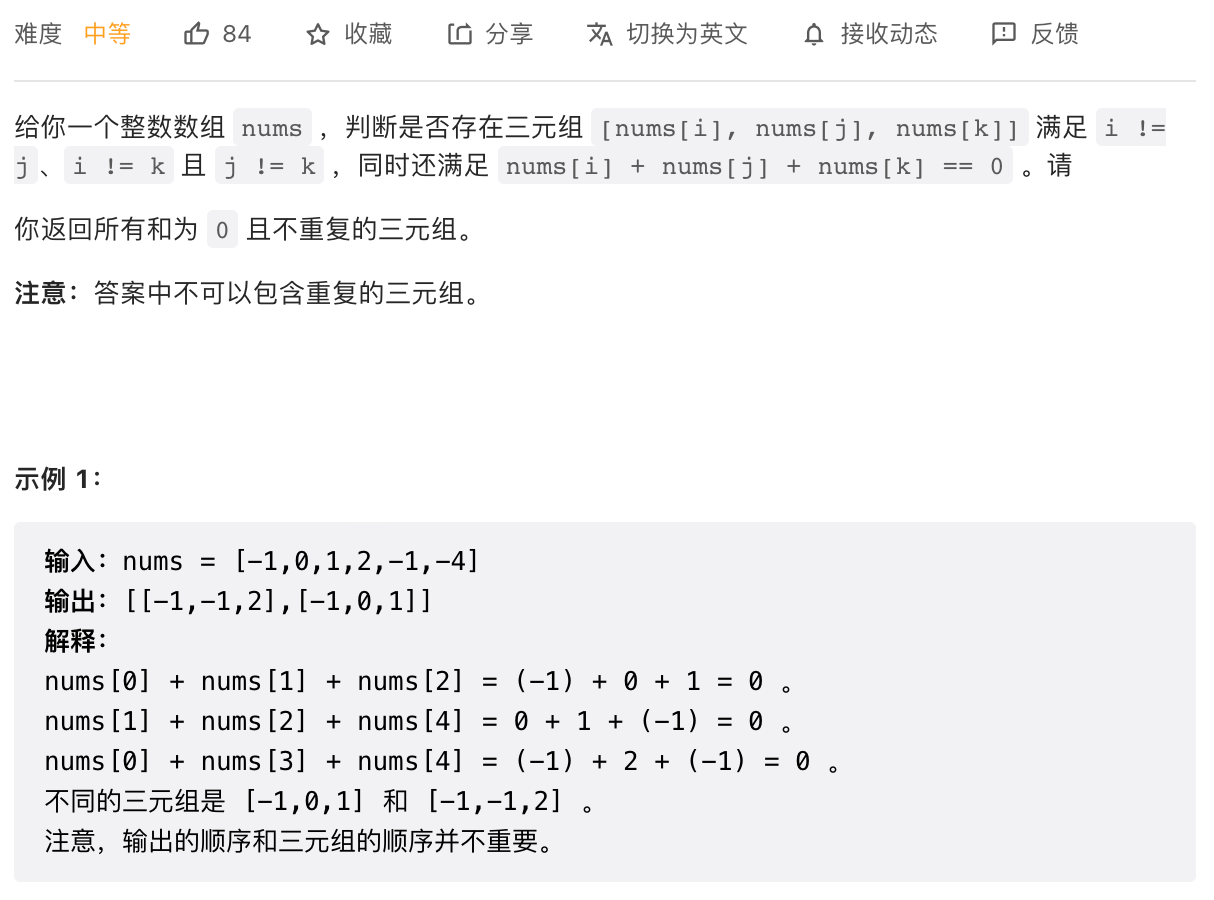 难度 中等 84 收藏 分享 切换为英文 接收动态 反馈
给你一个整数数组 nums ，判断是否存在三元组 [nums[i], nums[j], nums[k]] 满足 i !=
j 、i != k 且 j != k ，同时还满足 nums[i] + nums[j] + nums[k] == 0 。请
你返回所有和为 0 且不重复的三元组。
注意：答案中不可以包含重复的三元组。
示例 1：
输入：nums = [-1,0,1,2,-1,-4]
输出：[[-1,-1,2],[-1,0,1]]
解释：
nums[0] + nums[1] + nums[2] = (-1) + 0 + 1 = 0 。
nums[1] + nums[2] + nums[4] = 0 + 1 + (-1) = 0 。
nums[0] + nums[3] + nums[4] = (-1) + 2 + (-1) = 0 。
不同的三元组是 [-1,0,1] 和 [-1,-1,2] 。
注意，输出的顺序和三元组的顺序并不重要。